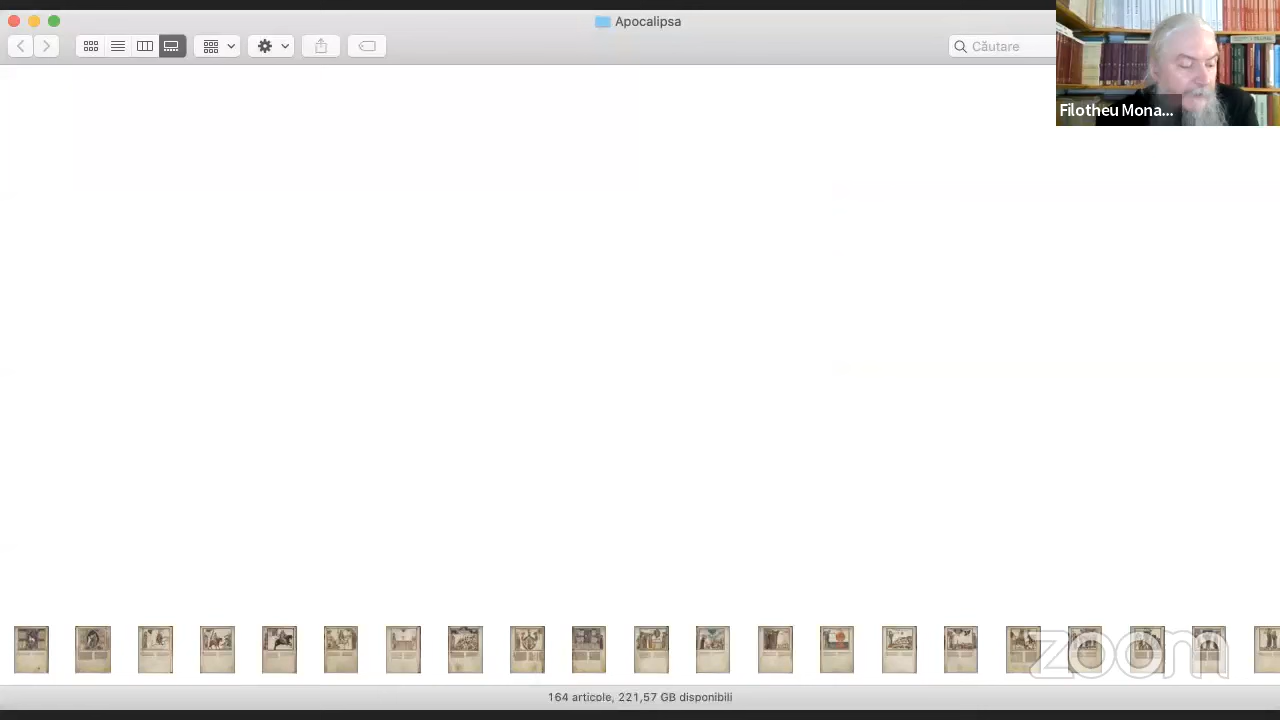 Apocalipsa
Căutare
Filotheu Mona...
zoom
164 articole, 221,57 GB disponibili